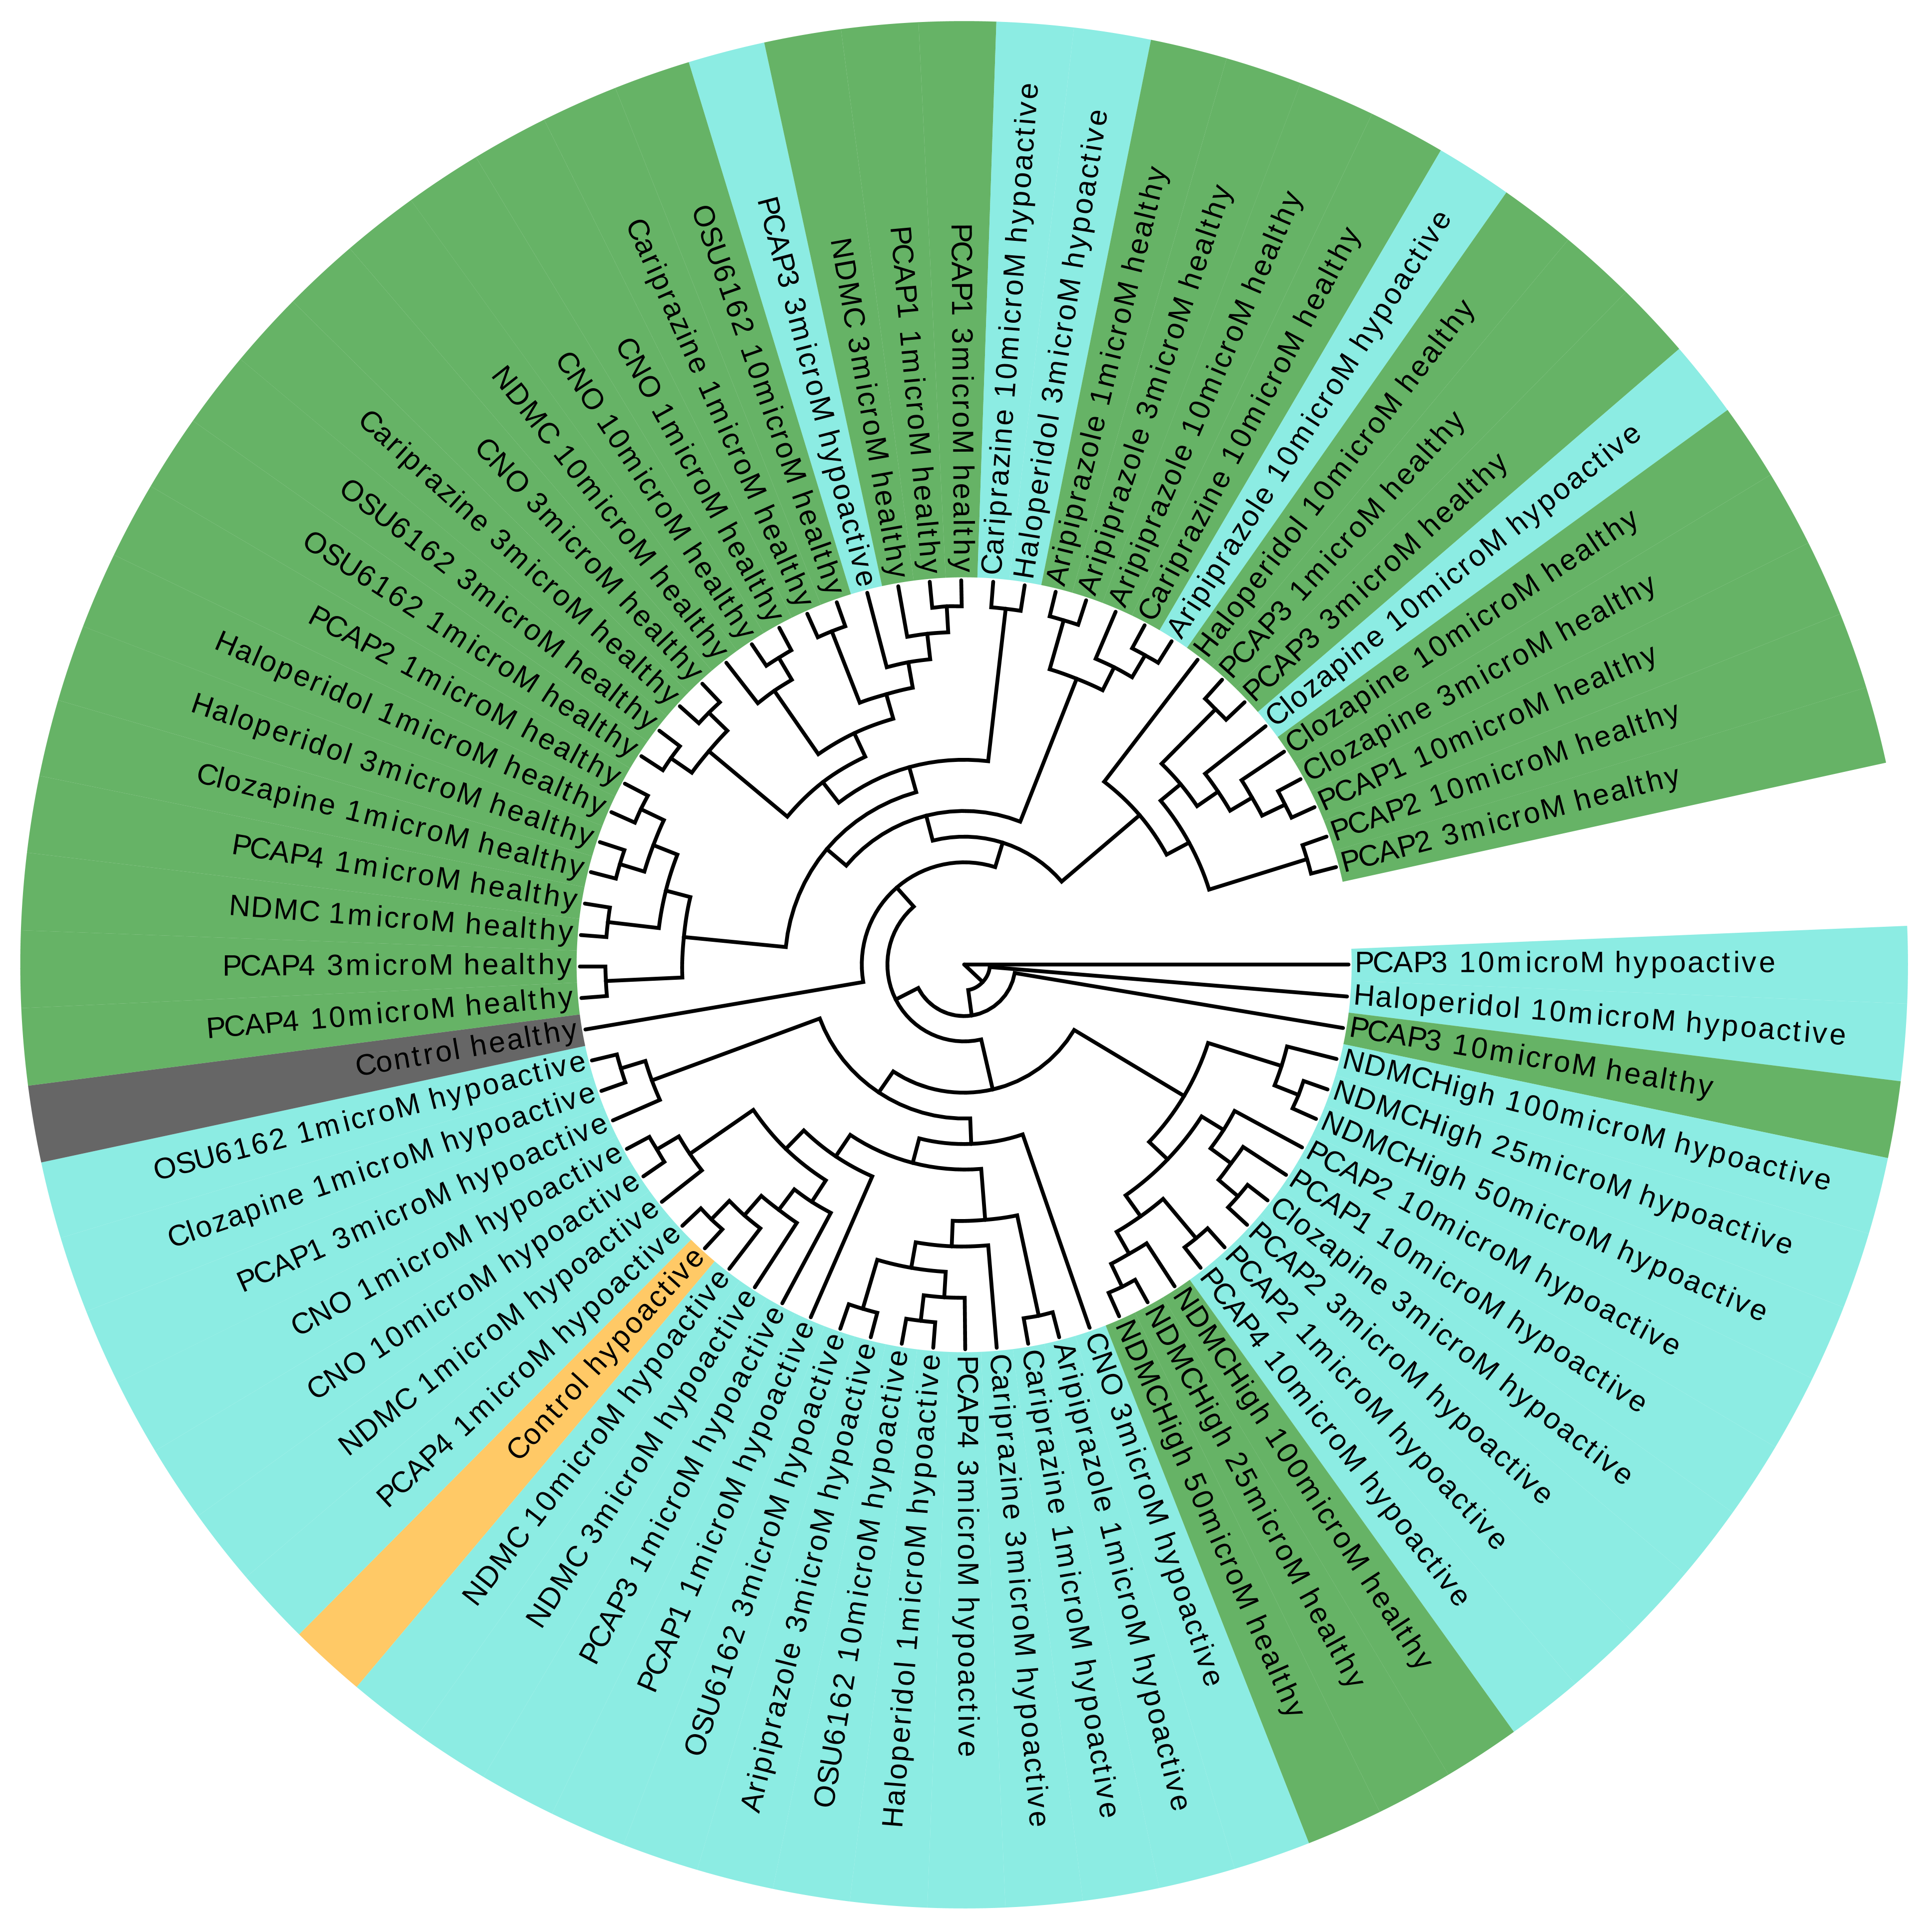 PCAP3 10microM hypoactive
Haloperidol 10microM hypoactive
PCAP3 10microM healthy
NDMCHigh 100microM hypoactive
NDMCHigh 25microM hypoactive
NDMCHigh 50microM hypoactive
PCAP2 10microM hypoactive
PCAP1 10microM hypoactive
Clozapine 3microM hypoactive
PCAP2 3microM hypoactive
PCAP2 1microM hypoactive
PCAP4 10microM hypoactive
NDMCHigh 100microM healthy
NDMCHigh 25microM healthy
NDMCHigh 50microM healthy
CNO 3microM hypoactive
Aripiprazole 1microM hypoactive
Cariprazine 1microM hypoactive
Cariprazine 3microM hypoactive
PCAP4 3microM hypoactive
Haloperidol 1microM hypoactive
OSU6162 10microM hypoactive
Aripiprazole 3microM hypoactive
OSU6162 3microM hypoactive
PCAP1 1microM hypoactive
PCAP3 1microM hypoactive
NDMC 3microM hypoactive
NDMC 10microM hypoactive
Control hypoactive
PCAP4 1microM hypoactive
NDMC 1microM hypoactive
CNO 10microM hypoactive
CNO 1microM hypoactive
PCAP1 3microM hypoactive
Clozapine 1microM hypoactive
OSU6162 1microM hypoactive
Control healthy
PCAP4 10microM healthy
PCAP4 3microM healthy
NDMC 1microM healthy
PCAP4 1microM healthy
Clozapine 1microM healthy
Haloperidol 3microM healthy
Haloperidol 1microM healthy
PCAP2 1microM healthy
OSU6162 1microM healthy
OSU6162 3microM healthy
Cariprazine 3microM healthy
CNO 3microM healthy
NDMC 10microM healthy
CNO 10microM healthy
CNO 1microM healthy
Cariprazine 1microM healthy
OSU6162 10microM healthy
PCAP3 3microM hypoactive
NDMC 3microM healthy
PCAP1 1microM healthy
PCAP1 3microM healthy
Cariprazine 10microM hypoactive
Haloperidol 3microM hypoactive
Aripiprazole 1microM healthy
Aripiprazole 3microM healthy
Aripiprazole 10microM healthy
Cariprazine 10microM healthy
Aripiprazole 10microM hypoactive
Haloperidol 10microM healthy
PCAP3 1microM healthy
PCAP3 3microM healthy
Clozapine 10microM hypoactive
Clozapine 10microM healthy
Clozapine 3microM healthy
PCAP1 10microM healthy
PCAP2 10microM healthy
PCAP2 3microM healthy